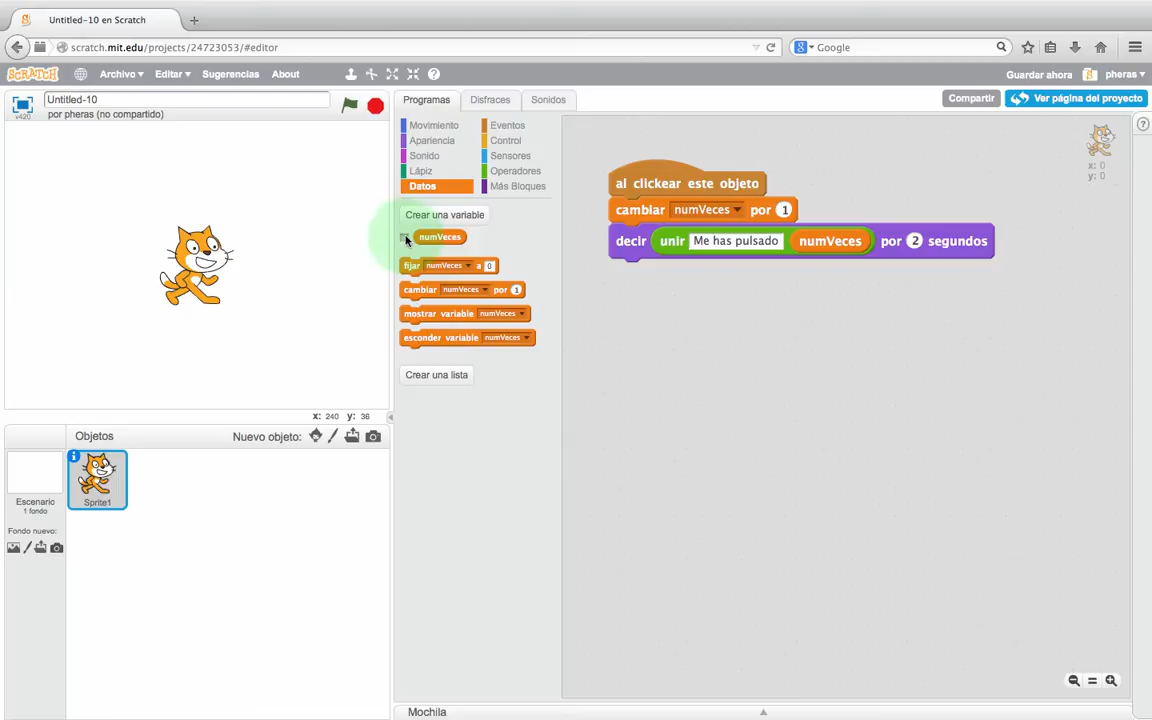 Untitled-10 en Scratch
scratch.mit.edu/projects/24723053/#editor
Google
SCRATCH
Archivo
Editar
Sugerencias
About
Guardar ahora
pheras
Untitled-10
por pheras (no compartido)
v420
Programas
Disfraces
Sonidos
Compartir
Ver página del proyecto
Movimiento
Apariencia
Sonido
Lápiz
Datos
Eventos
Control
Sensores
Operadores
Más Bloques
Crear una variable
numVeces
fijar numVeces a 0
cambiar numVeces por 1
mostrar variable numVeces
esconder variable numVeces
Crear una lista
al clickear este objeto
cambiar numVeces por 1
decir unir Me has pulsado numVeces por 2 segundos
x: 0
y: 0
x: 240 y: 36
Objetos
Nuevo objeto:
Escenario
1 fondo
Fondo nuevo:
Sprite1
Mochila